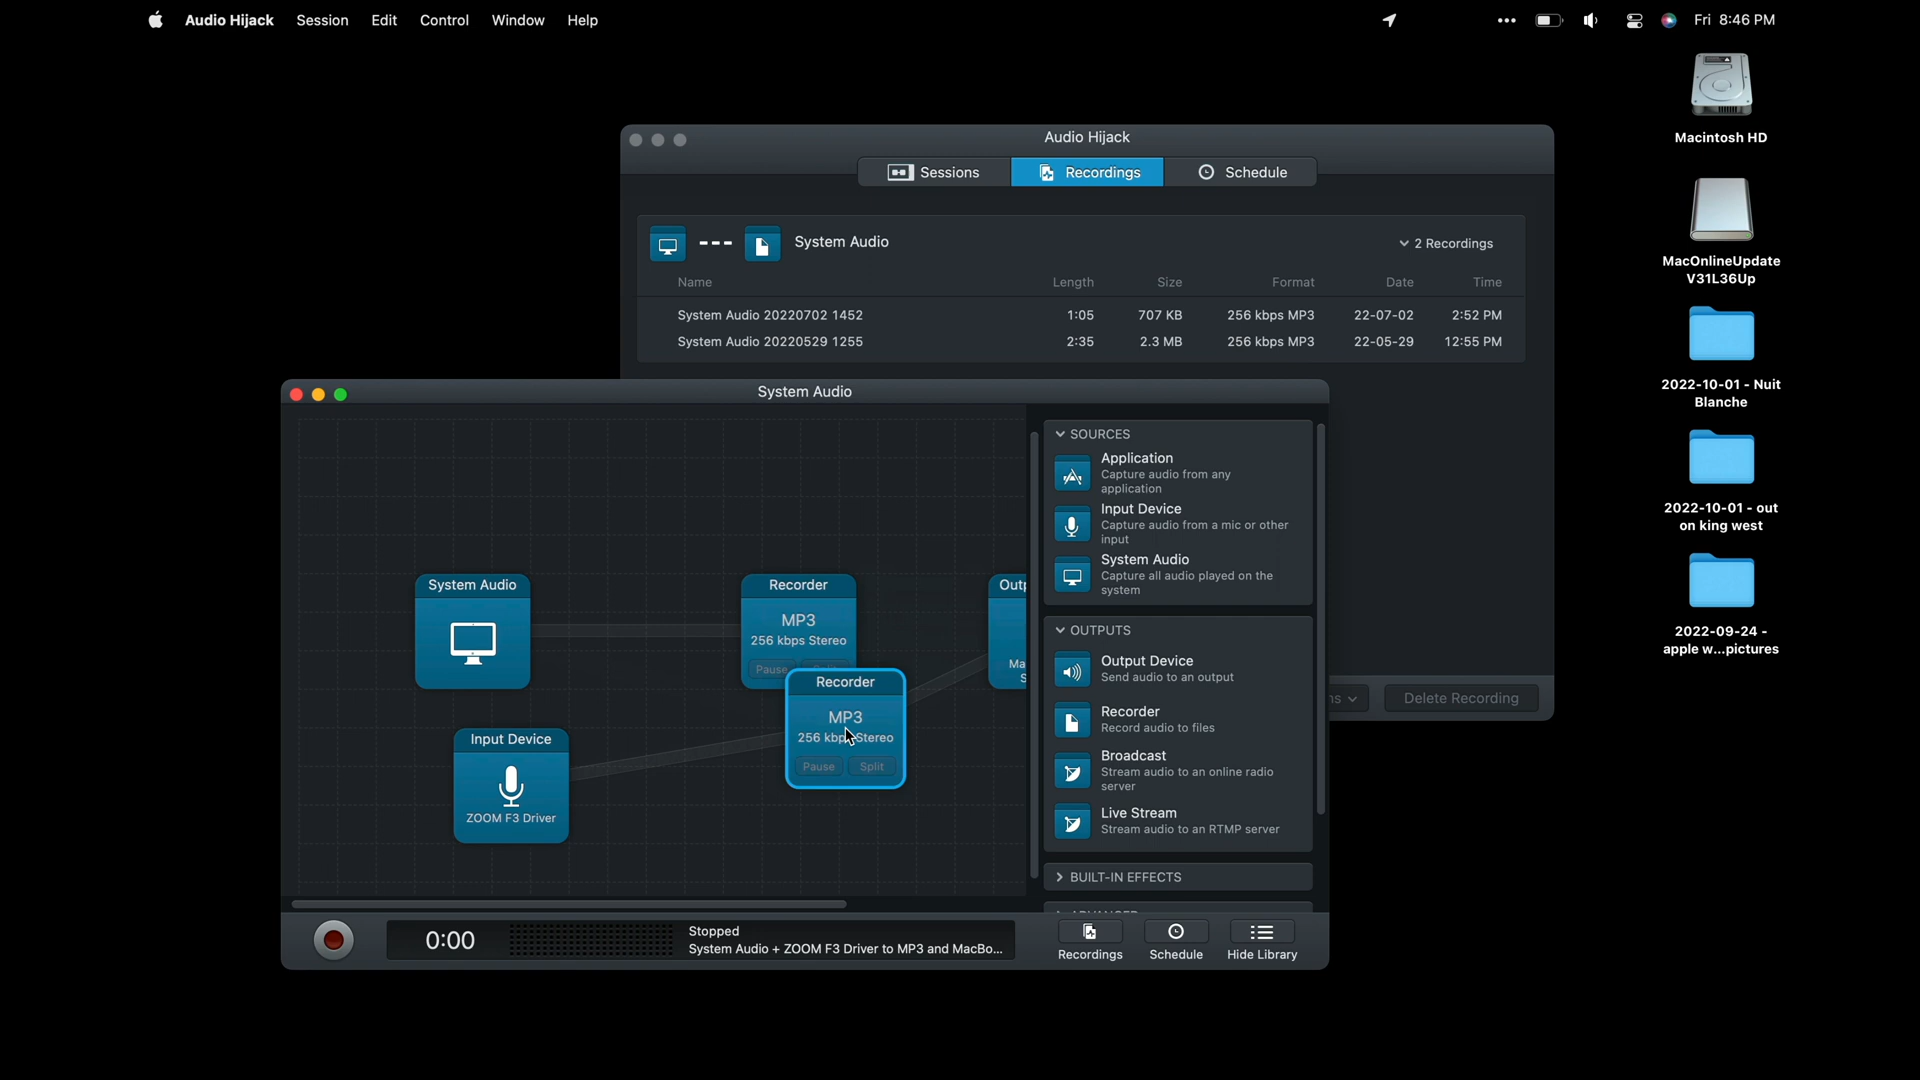 Audio Hijack Session Edit Control Window Help
Fri 8:46 PM
Macintosh HD
MacOnlineUpdate
V31L36Up
2022-10-01 - Nuit
Blanche
2022-10-01 - out
on king west
2022-09-24 -
apple w...pictures
Audio Hijack
Sessions Recordings Schedule
System Audio 2 Recordings
Name Length Size Format Date Time
System Audio 20220702 1452 1:05 707 KB 256 kbps MP3 22-07-02 2:52 PM
System Audio 20220529 1255 2:35 2.3 MB 256 kbps MP3 22-05-29 12:55 PM
Delete Recording
System Audio
System Audio
Recorder
MP3
256 kbps Stereo
Pause
Recorder
MP3
256 kbps Stereo
Pause Split
Input Device
ZOOM F3 Driver
SOURCES
Application
Capture audio from any
application
Input Device
Capture audio from a mic or other
input
System Audio
Capture all audio played on the
system
OUTPUTS
Output Device
Send audio to an output
Recorder
Record audio to files
Broadcast
Stream audio to an online radio
server
Live Stream
Stream audio to an RTMP server
BUILT-IN EFFECTS
0:00
Stopped
System Audio + ZOOM F3 Driver to MP3 and MacBo...
Recordings Schedule Hide Library